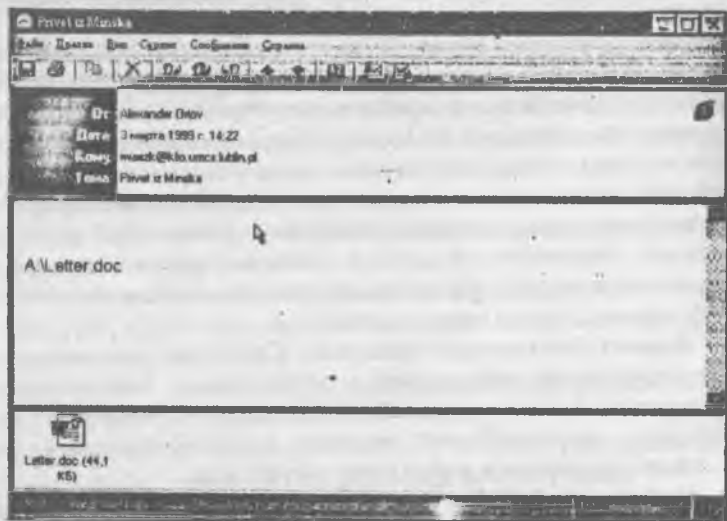 Privet iz Minska
Файл Правка Вид Сервис Сообщение Справка
От Alexander
Дата 3 марта 1999 г. 14:22
Кому
Тема Privet iz Minska
A:\Letter.doc
Letter.doc (44,1
КБ)